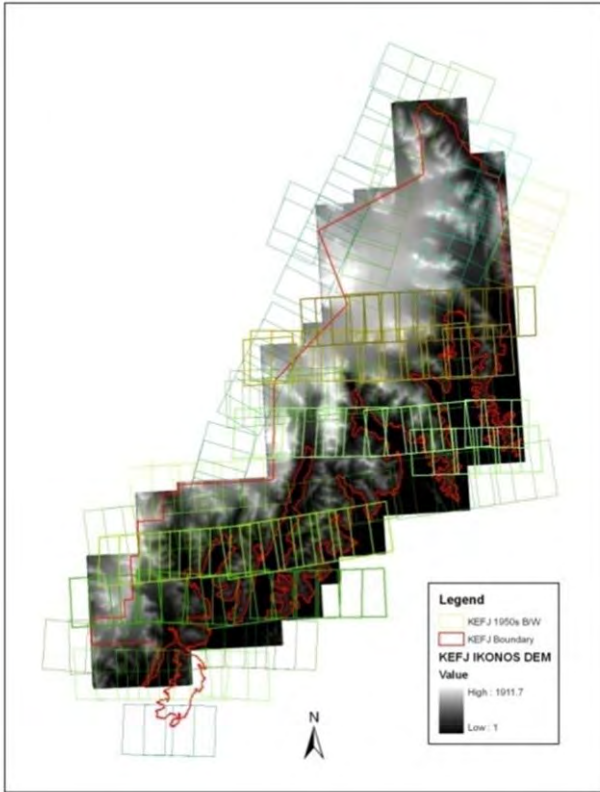 Legend
KEFJ 1950s B/W
KEFJ Boundary
KEFJ IKONOS DEM
Value
High : 1911.7
Low : 1
N